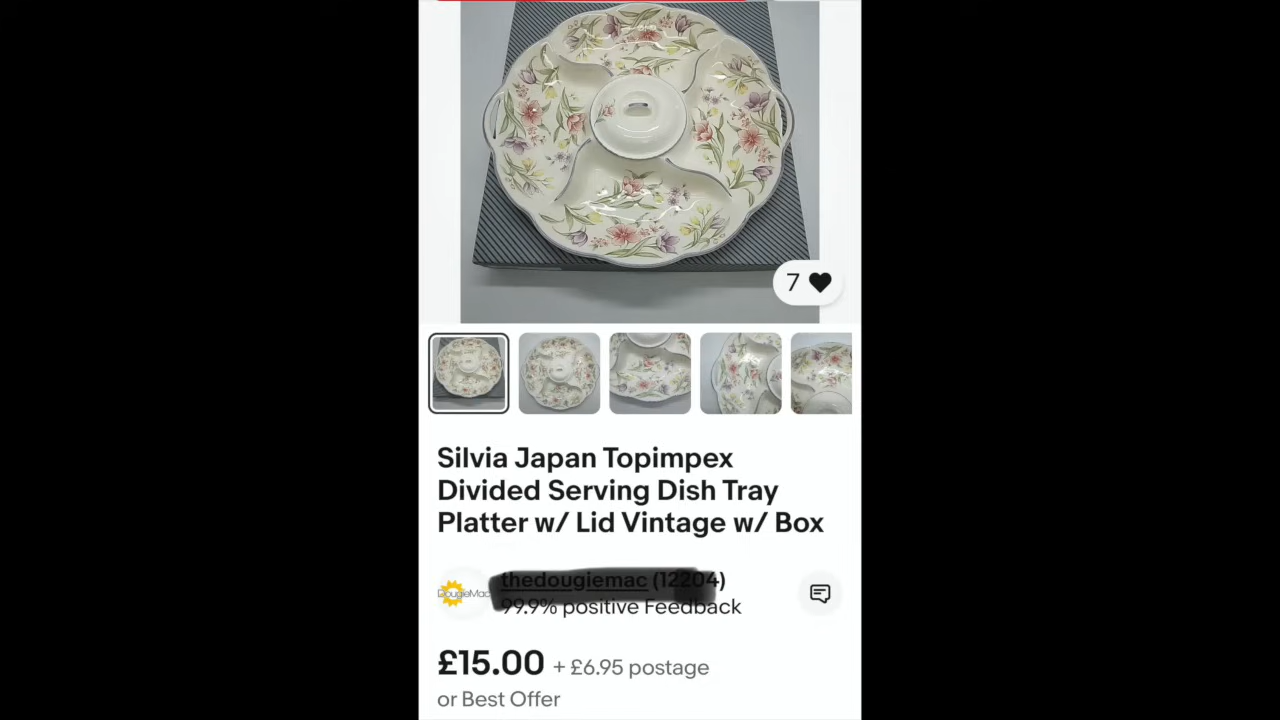 7
Silvia Japan Topimpex
Divided Serving Dish Tray
Platter w/ Lid Vintage w/ Box
DougieMac
thedougiemac (12204)
99.9% positive Feedback
£15.00 + £6.95 postage
or Best Offer